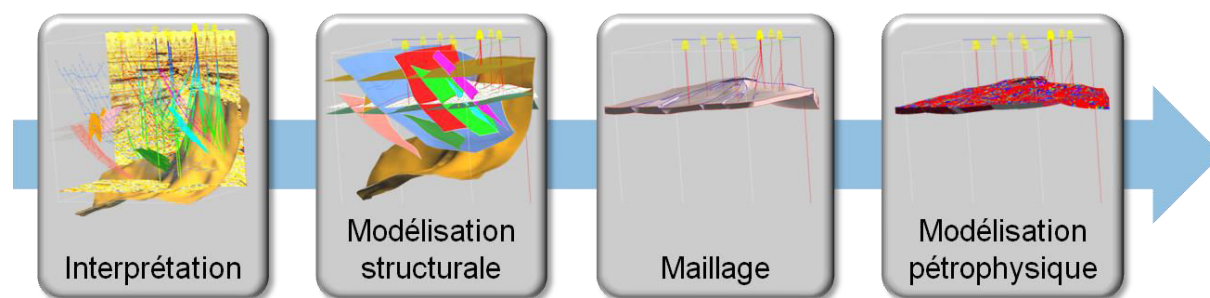 Interprétation
Modélisation
structurale
Maillage
Modélisation
pétrophysique